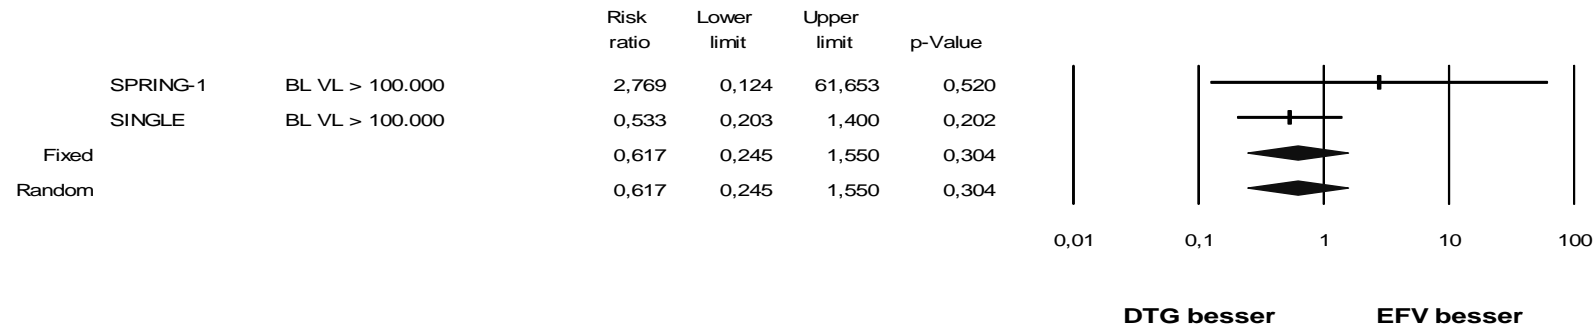 Risk Lower Upper
ratio limit limit p-Value
SPRING-1 BL VL > 100.000 2,769 0,124 61,653 0,520
SINGLE BL VL > 100.000 0,533 0,203 1,400 0,202
Fixed 0,617 0,245 1,550 0,304
Random 0,617 0,245 1,550 0,304
0,01 0,1 1 10 100
DTG besser EFV besser